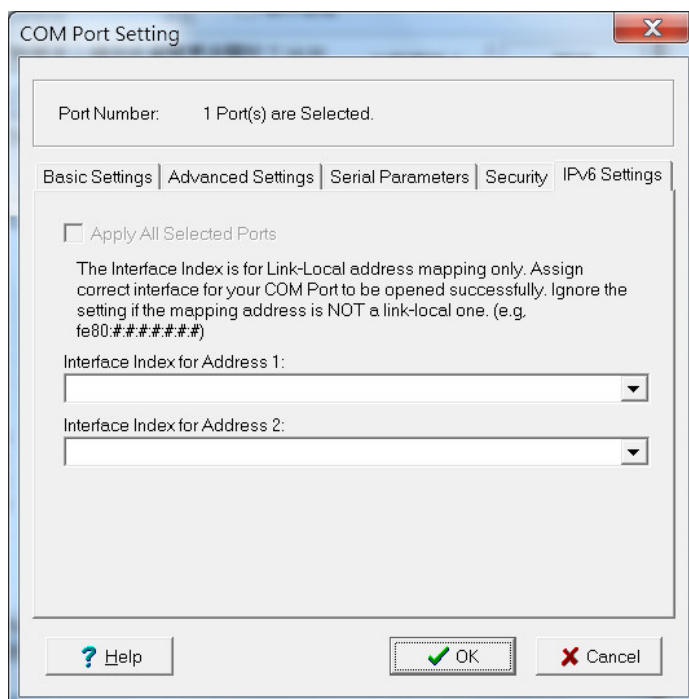 COM Port Setting
Port Number: 1 Port(s) are Selected.
Basic Settings Advanced Settings Serial Parameters Security IPv6 Settings
Apply All Selected Ports
The Interface Index is for Link-Local address mapping only. Assign
correct interface for your COM Port to be opened successfully. Ignore the
setting if the mapping address is NOT a link-local one. (e.g.
fe80:#:#:#:#:#:#:#)
Interface Index for Address 1:
Interface Index for Address 2:
? Help OK Cancel